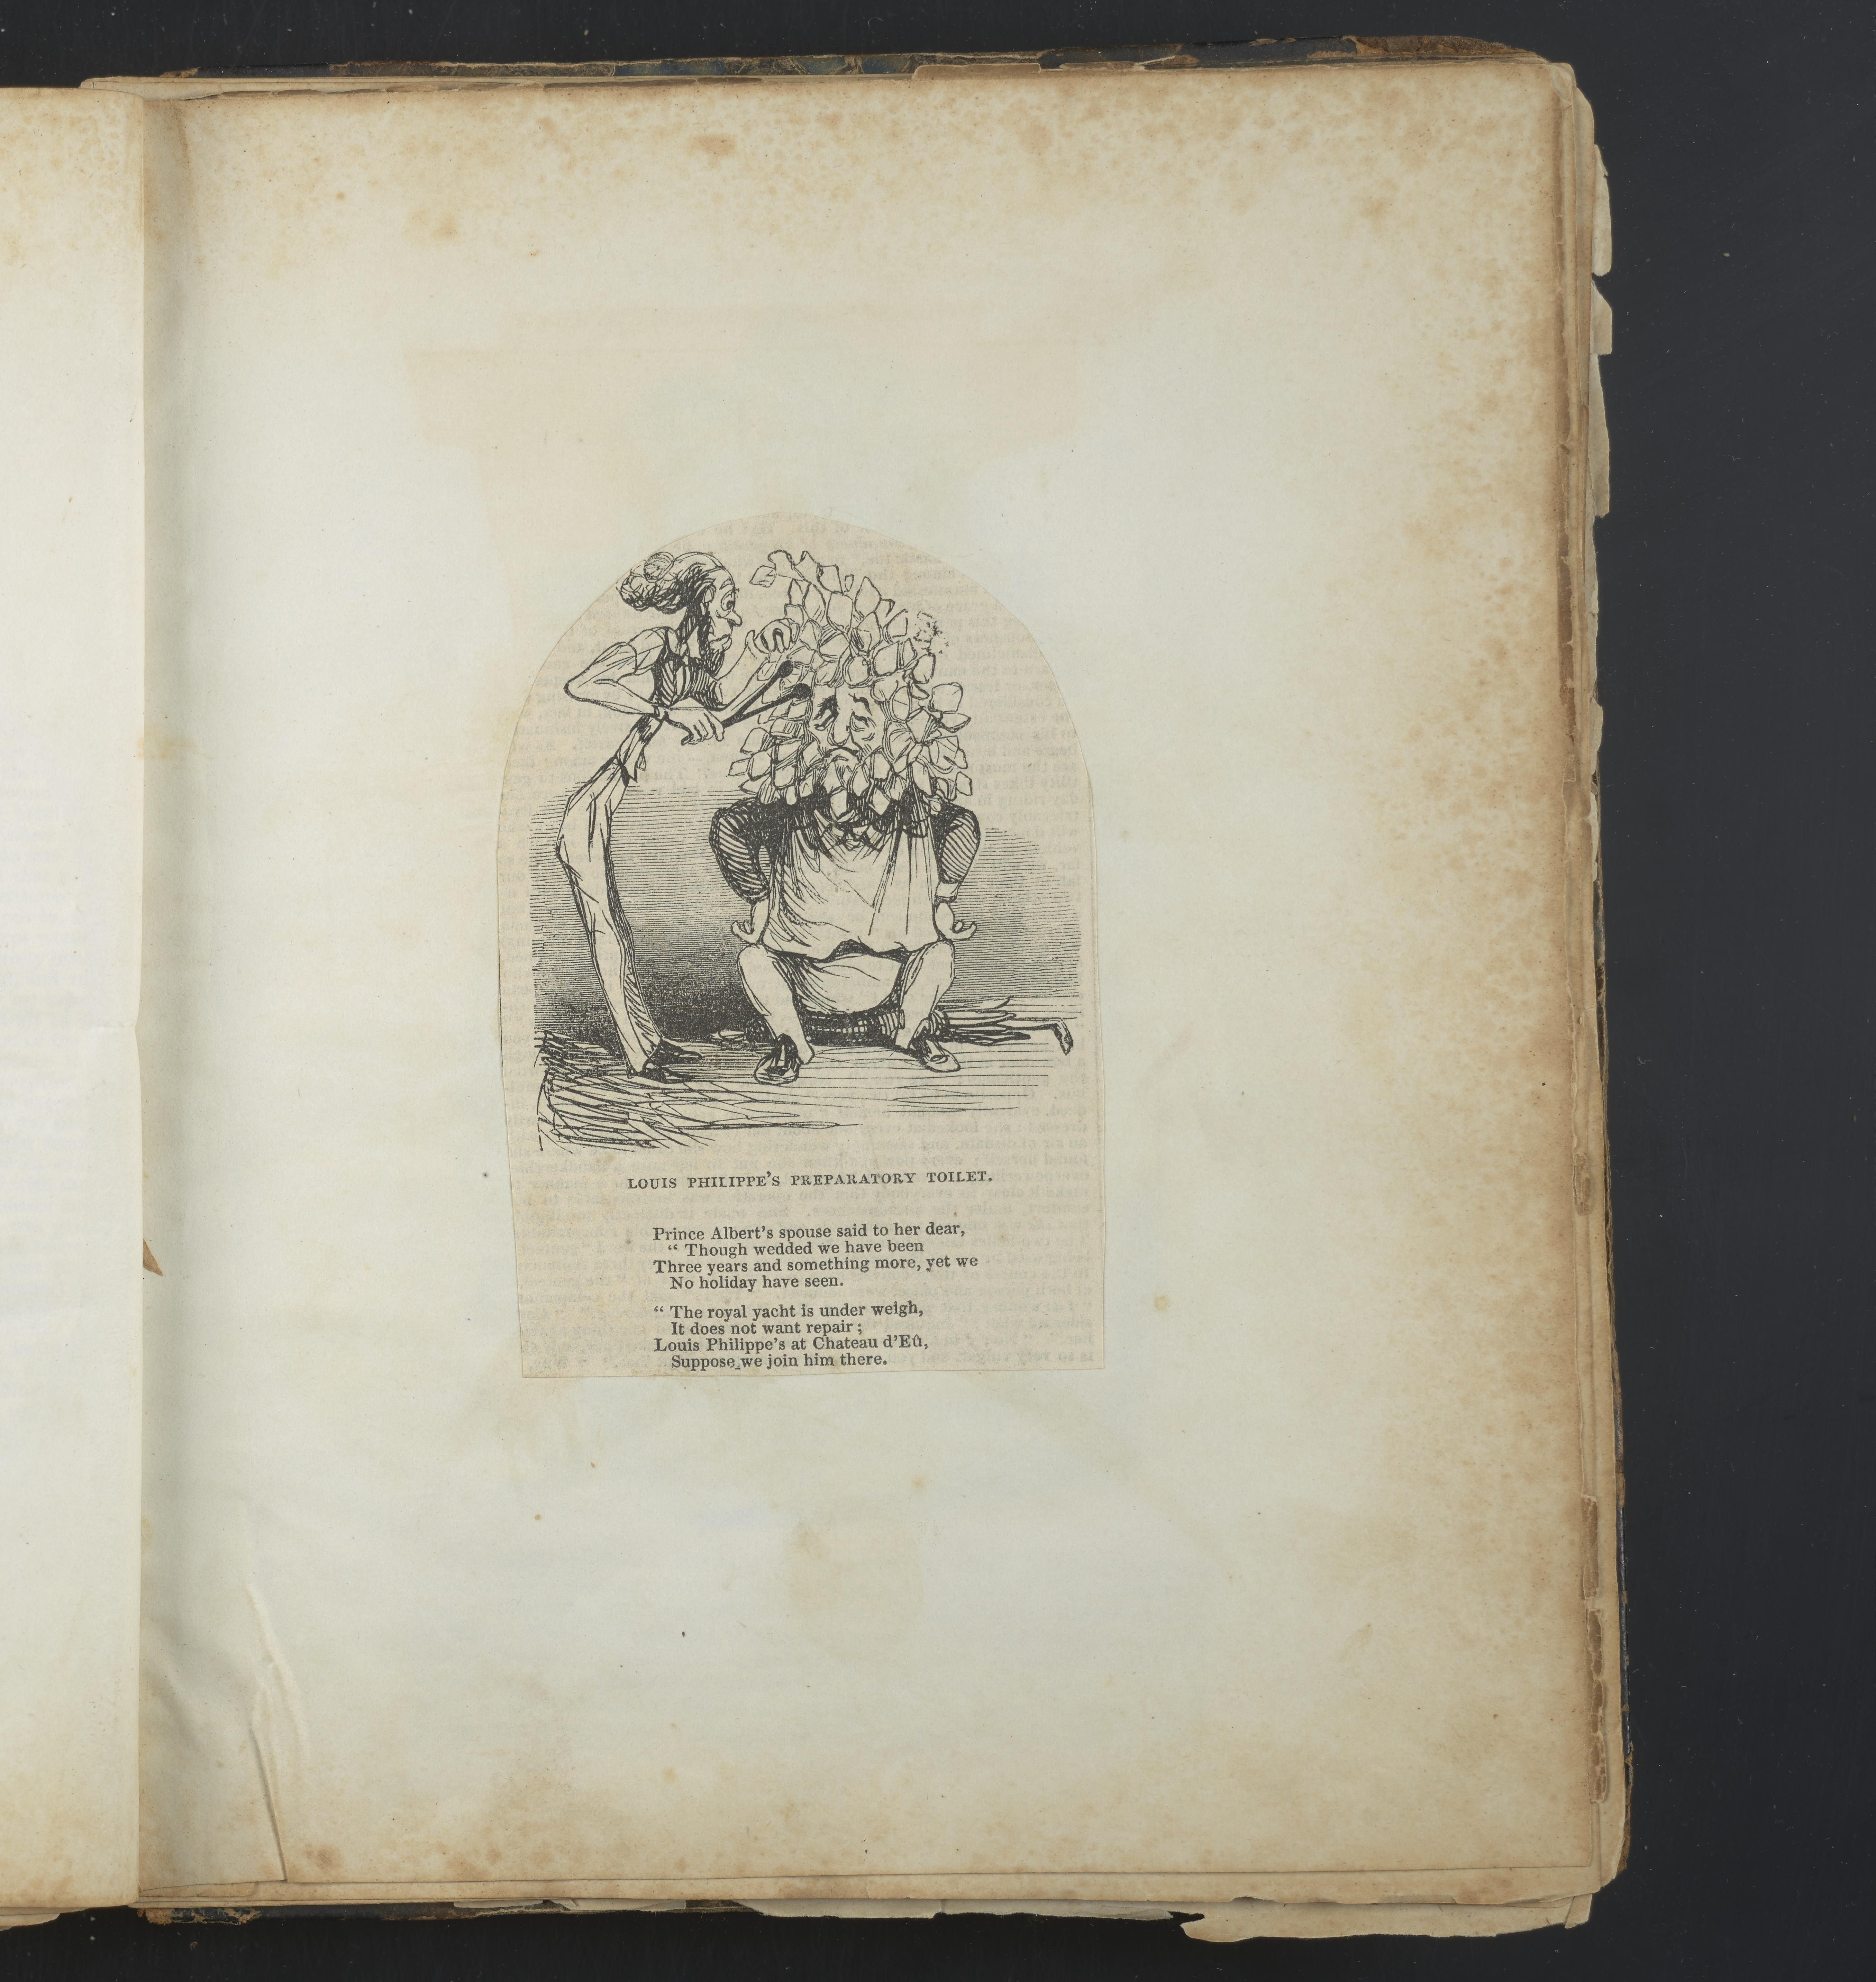 LOUIS PHILIPPE'S PREPARATORY TOILET.
Prince Albert's spouse said to her dear,
“ Though wedded we have been
Three years and something more, yet we
No holiday have seen.
“ The royal yacht is under weigh,
It does not want repair ;
Louis Philippe's at Chateau d'Eû,
Suppose we join him there.